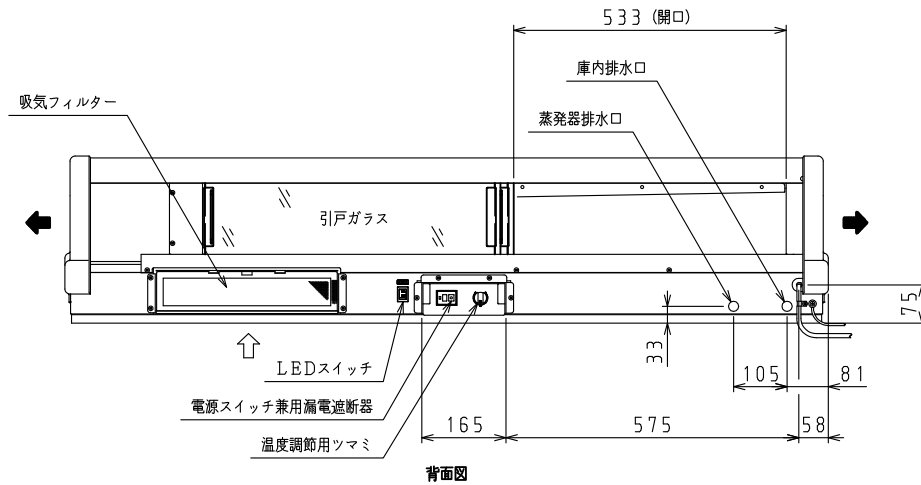 533 (開口)
庫内排水口
吸気フィルター
蒸発器排水口
引戸ガラス
75
33
LEDスイッチ
105
81
電源スイッチ兼用漏電遮断器
165
575
58
温度調節用ツマミ
背面図